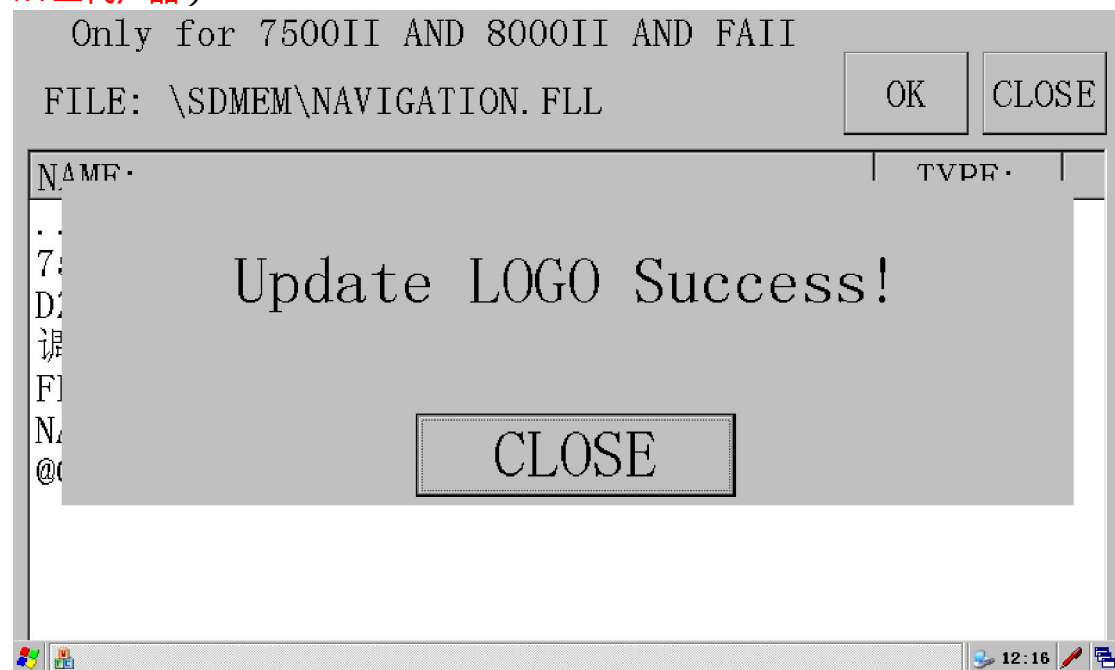 Only for 7500II AND 8000II AND FAII
FILE: \SDMEM\NAVIGATION.FLL
OK
CLOSE
NAME:
TYPE:
..
Update LOGO Success!
CLOSE
12:16